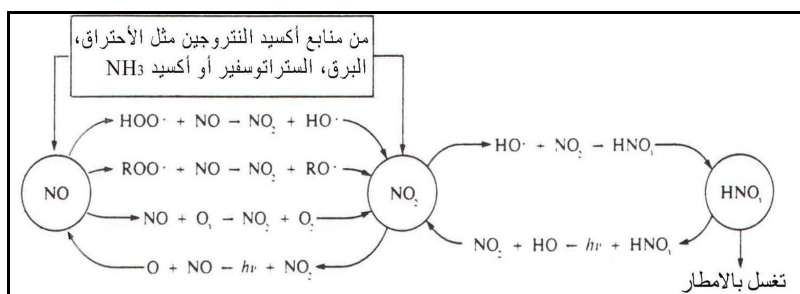 من منابع أكسيد النتروجين مثل الأحتراق،
البرق، الستراتوسفير أو أكسيد NH₃
HOO· + NO → NO₂ + HO·
ROO· + NO → NO₂ + RO·
NO + O₃ → NO₂ + O₂
O + NO ← hν + NO₂
NO
NO₂
HO· + NO₂ → HNO₃
NO₂ + HO ← hν + HNO₃
HNO₃
تغسل بالامطار